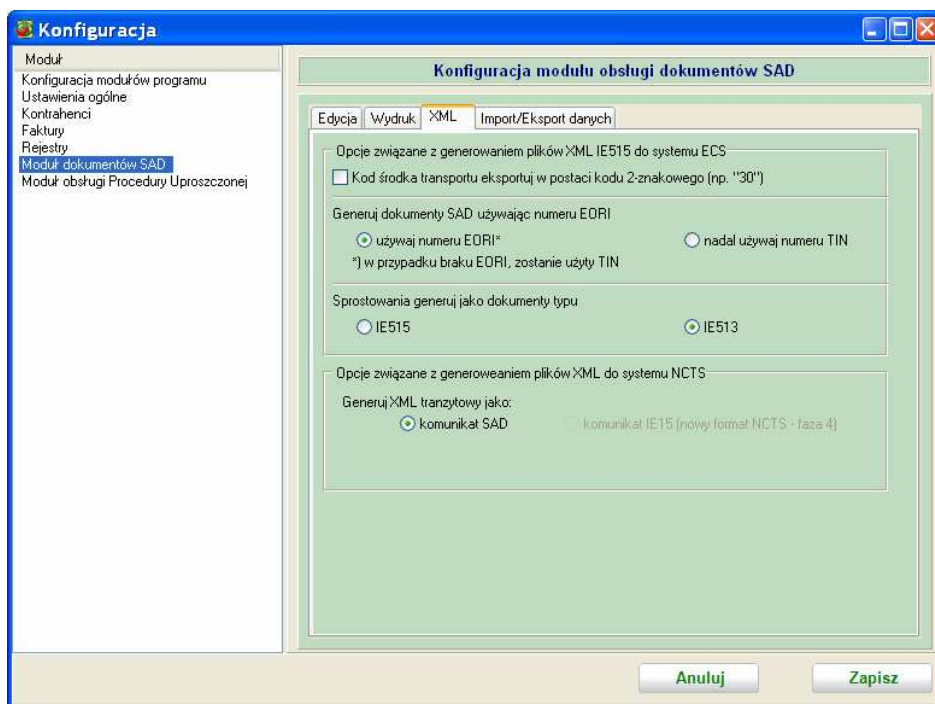 Konfiguracja
Moduł
Konfiguracja modułów programu
Ustawienia ogólne
Kontrahenci
Faktury
Rejestry
Moduł dokumentów SAD
Moduł obsługi Procedury Uproszczonej
Konfiguracja modułu obsługi dokumentów SAD
Edycja Wydruk XML Import/Eksport danych
Opcje związane z generowaniem plików XML IE515 do systemu ECS
Kod środka transportu eksportuj w postaci kodu 2-znakowego (np. "30")
Generuj dokumenty SAD używając numeru EORI
używaj numeru EORI* nadal używaj numeru TIN
*) w przypadku braku EORI, zostanie użyty TIN
Sprostowania generuj jako dokumenty typu
IE515 IE513
Opcje związane z generoweaniem plików XML do systemu NCTS
Generuj XML tranzytowy jako:
komunikat SAD komunikat IE15 (nowy format NCTS - faza 4)
Anuluj Zapisz